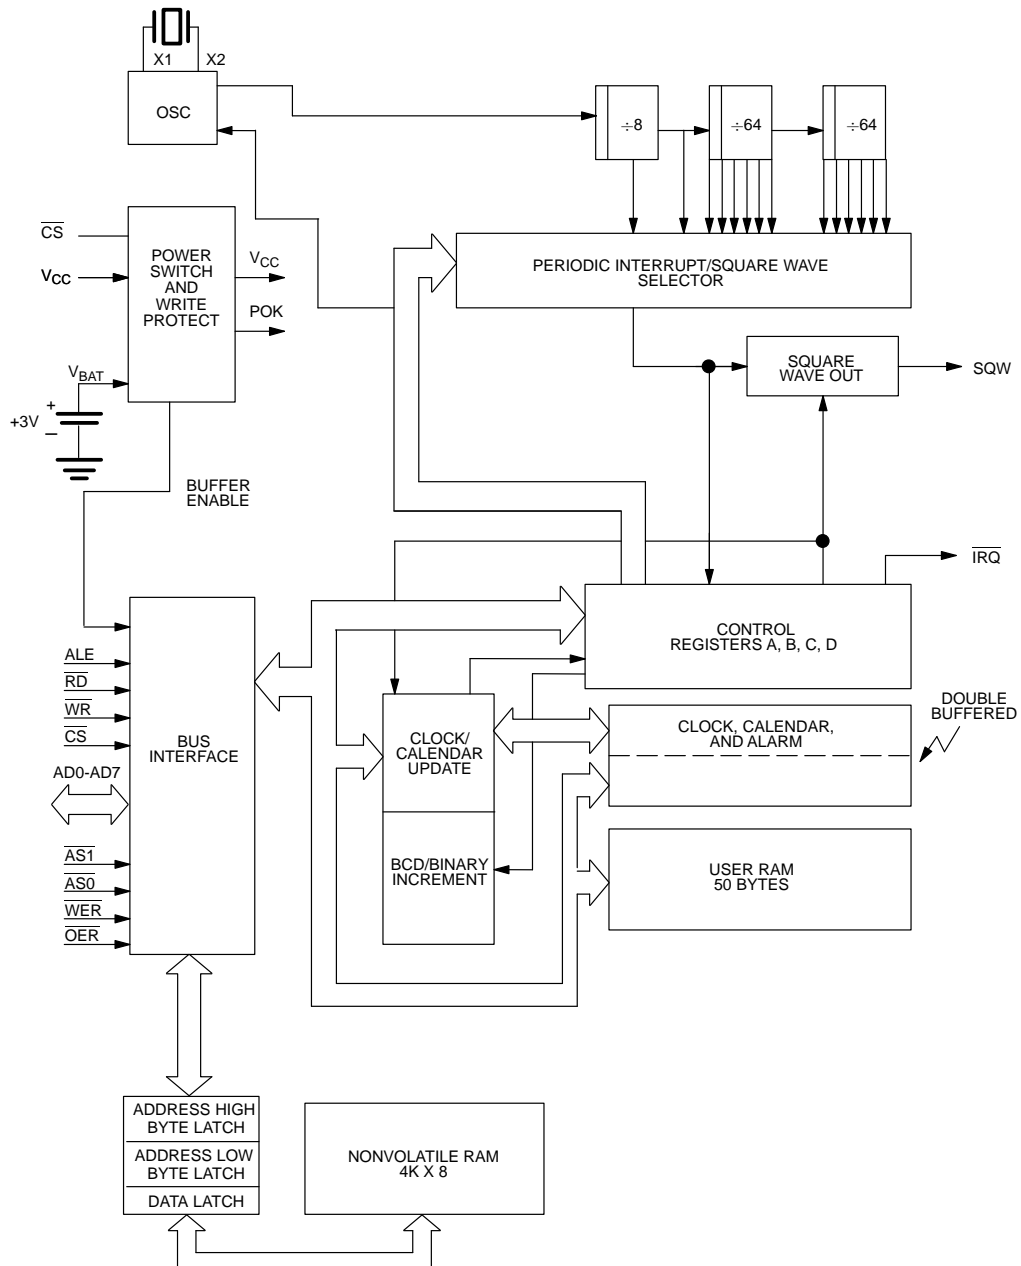 X1
X2
OSC
÷8
÷64
÷64
CS
VCC
POWER
SWITCH
AND
WRITE
PROTECT
VCC
POK
VBAT
+
+3V
–
PERIODIC INTERRUPT/SQUARE WAVE
SELECTOR
SQUARE
WAVE OUT
SQW
BUFFER
ENABLE
IRQ
CONTROL
REGISTERS A, B, C, D
ALE
RD
WR
CS
AD0-AD7
AS1
AS0
WER
OER
BUS
INTERFACE
CLOCK/
CALENDAR
UPDATE
BCD/BINARY
INCREMENT
CLOCK, CALENDAR,
AND ALARM
DOUBLE
BUFFERED
USER RAM
50 BYTES
ADDRESS HIGH
BYTE LATCH
ADDRESS LOW
BYTE LATCH
DATA LATCH
NONVOLATILE RAM
4K X 8